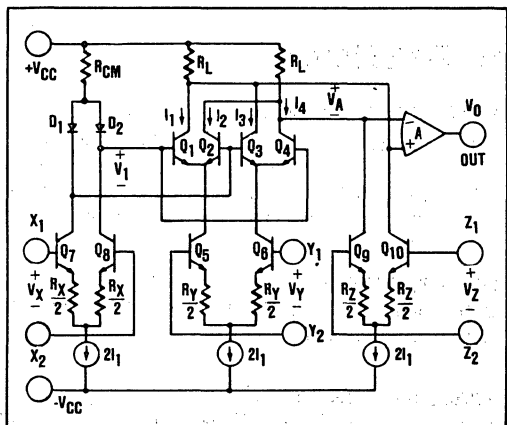 +VCC
RCM
RL
RL
D1
D2
I1
I2
I3
I4
+
VA
-
-
A
+
VO
OUT
+
V1
-
Q1
Q2
Q3
Q4
X1
Q7
Q8
Q5
Q6
Y1
Q9
Q10
Z1
+
VX
-
RX
2
RX
2
RY
2
RY
2
+
VY
-
RZ
2
RZ
2
+
VZ
-
X2
2I1
Y2
2I1
2I1
Z2
-VCC